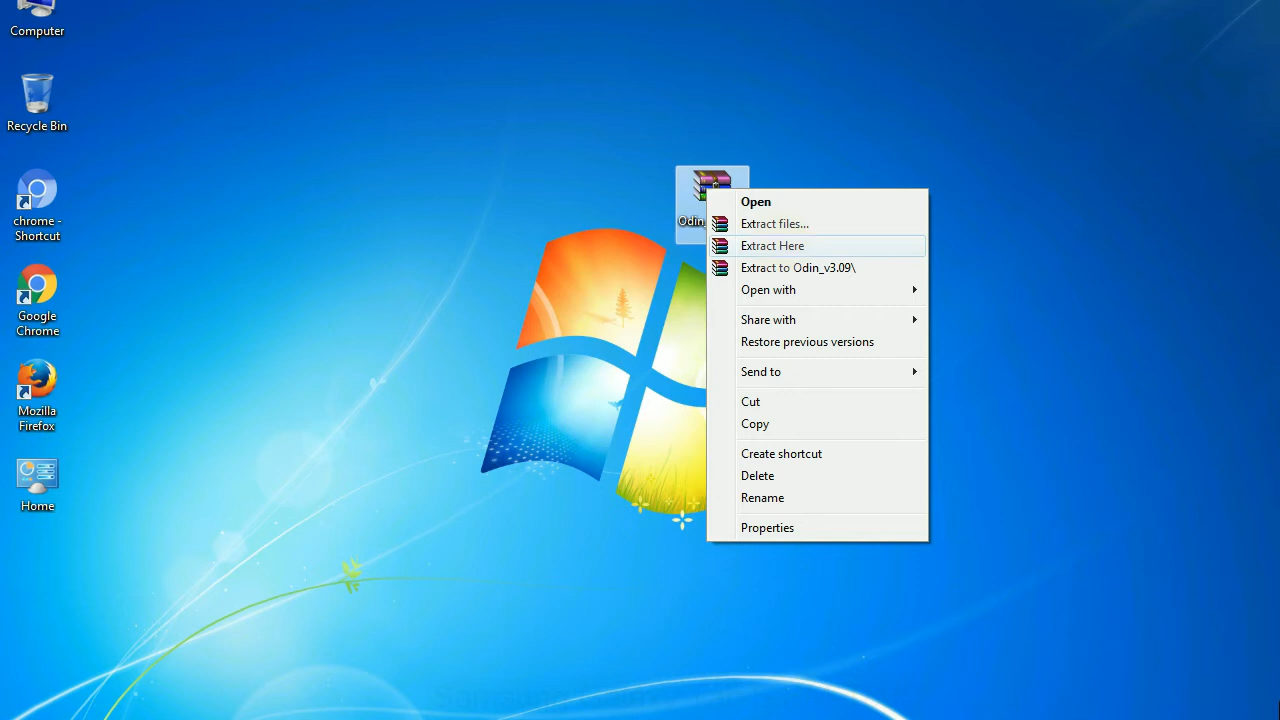 Computer
Recycle Bin
chrome -
Shortcut
Google
Chrome
Mozilla
Firefox
Home
Open
Extract files...
Extract Here
Extract to Odin_v3.09\
Open with
Share with
Restore previous versions
Send to
Cut
Copy
Create shortcut
Delete
Rename
Properties